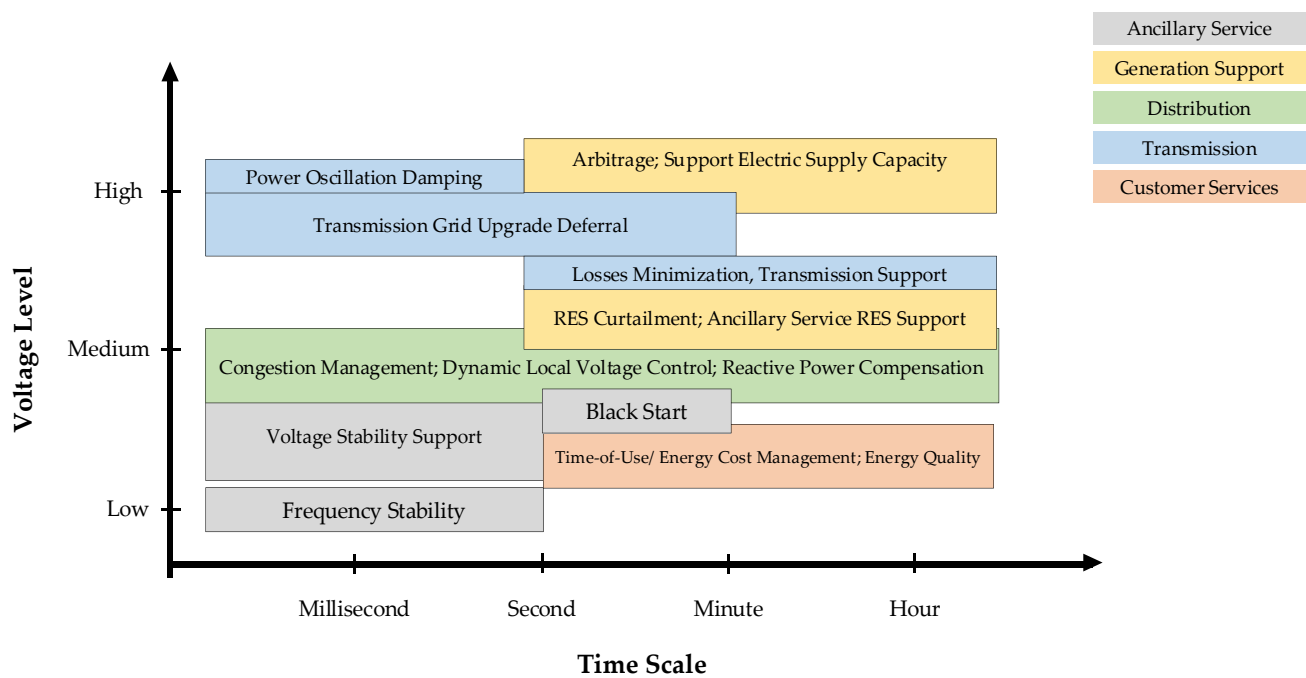 Ancillary Service
Generation Support
Distribution
Transmission
Customer Services
Voltage Level
High
Medium
Low
Arbitrage; Support Electric Supply Capacity
Power Oscillation Damping
Transmission Grid Upgrade Deferral
Losses Minimization, Transmission Support
RES Curtailment; Ancillary Service RES Support
Congestion Management; Dynamic Local Voltage Control; Reactive Power Compensation
Black Start
Voltage Stability Support
Time-of-Use/ Energy Cost Management; Energy Quality
Frequency Stability
Millisecond
Second
Minute
Hour
Time Scale